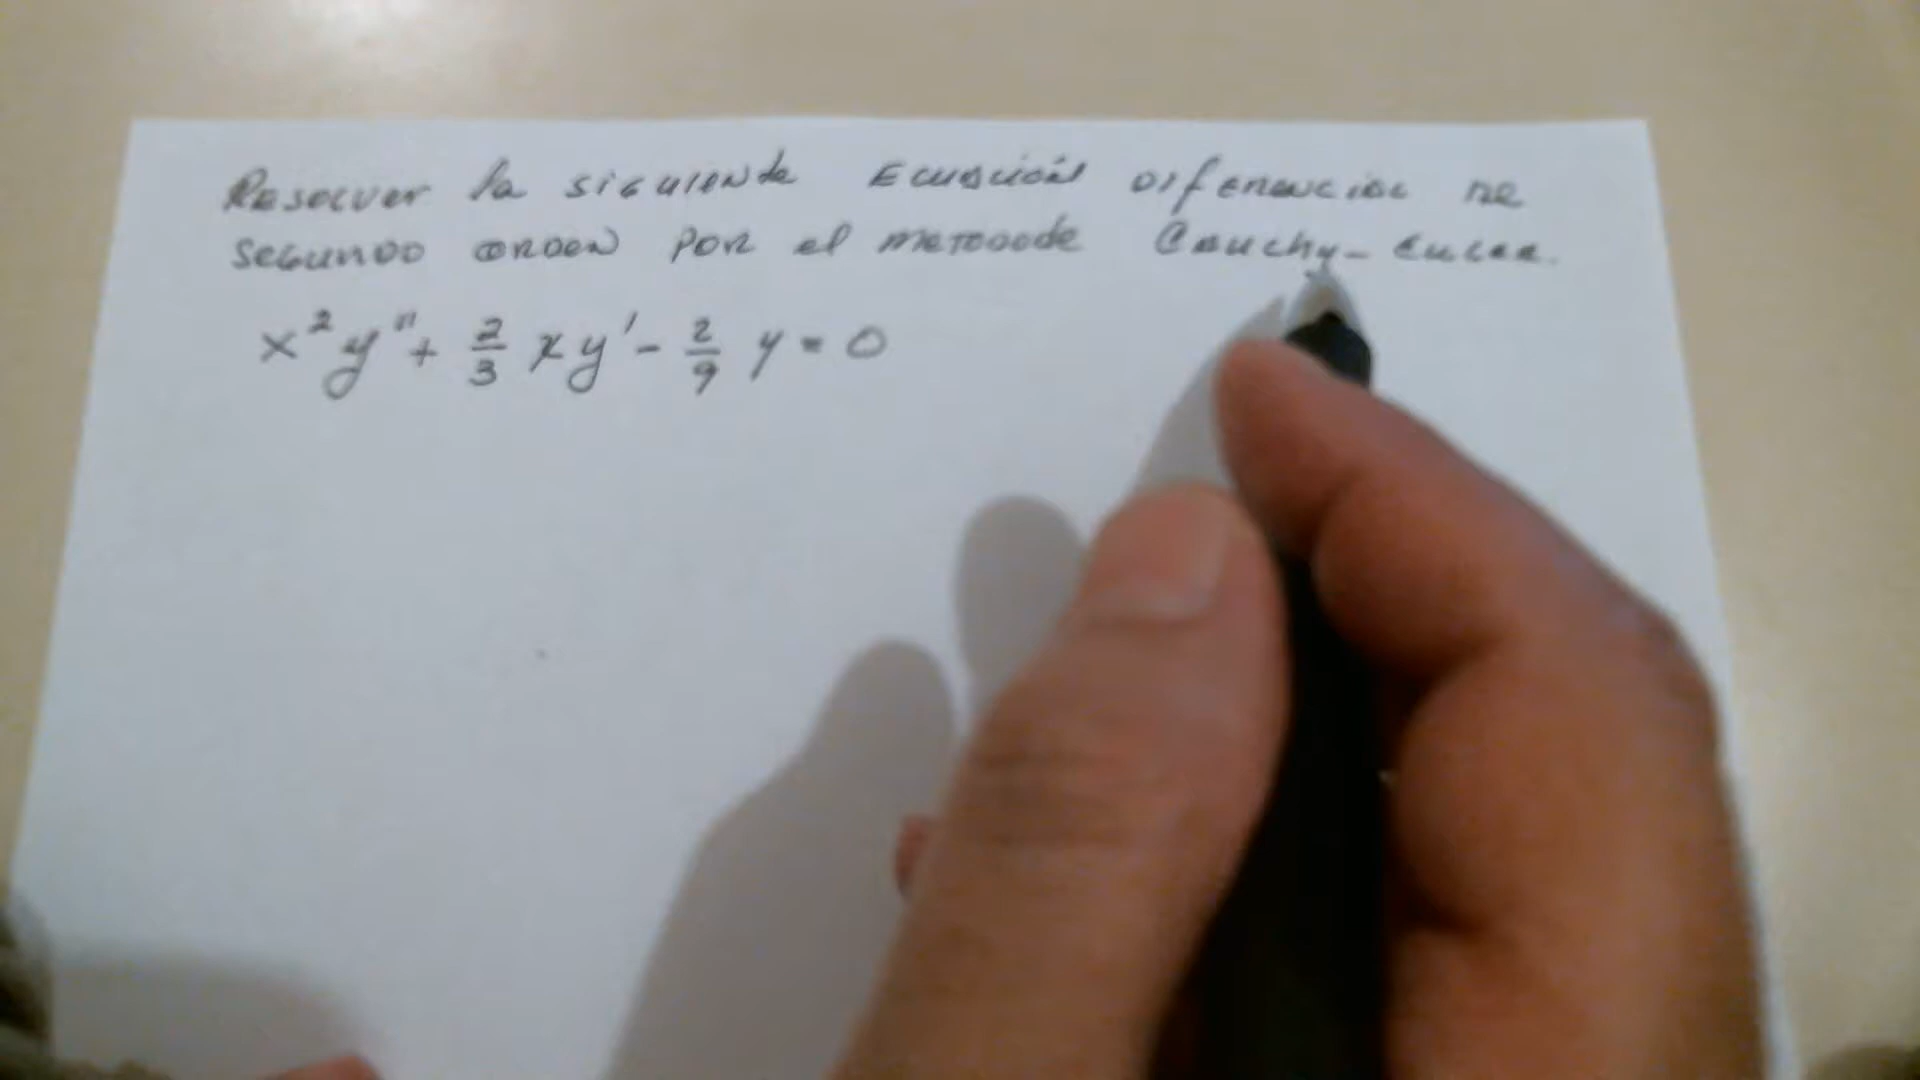 Resolver la siguiente Ecuación Diferencial de
segundo orden por el metodo de Cauchy-Euler.
x² y'' + 2/3 xy' - 2/9 y = 0